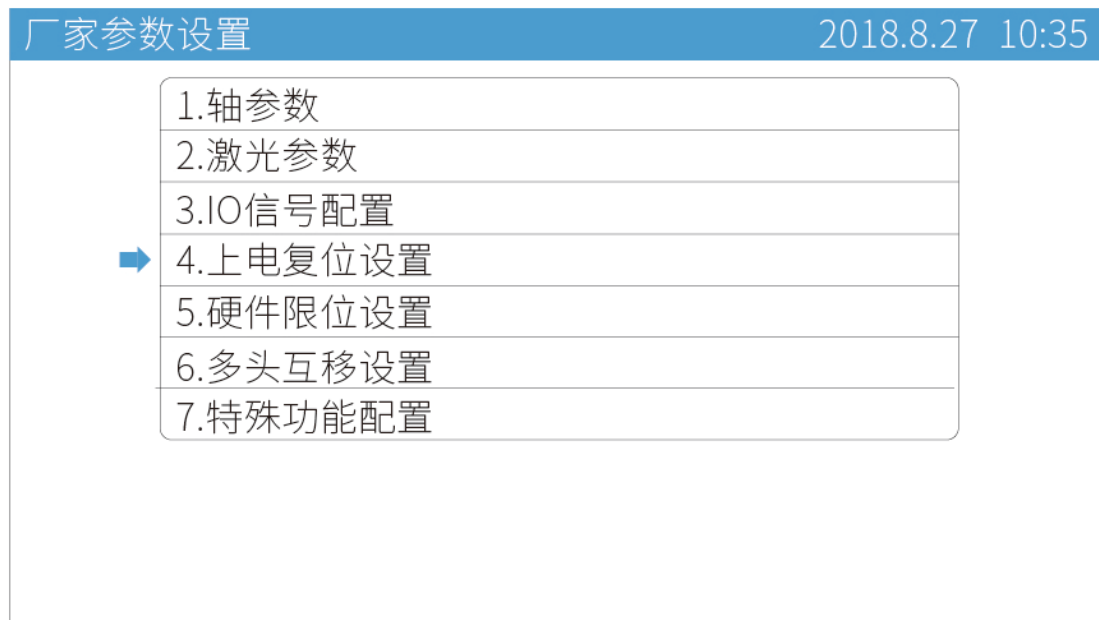 厂家参数设置 2018.8.27 10:35
1.轴参数
2.激光参数
3.IO信号配置
4.上电复位设置
5.硬件限位设置
6.多头互移设置
7.特殊功能配置